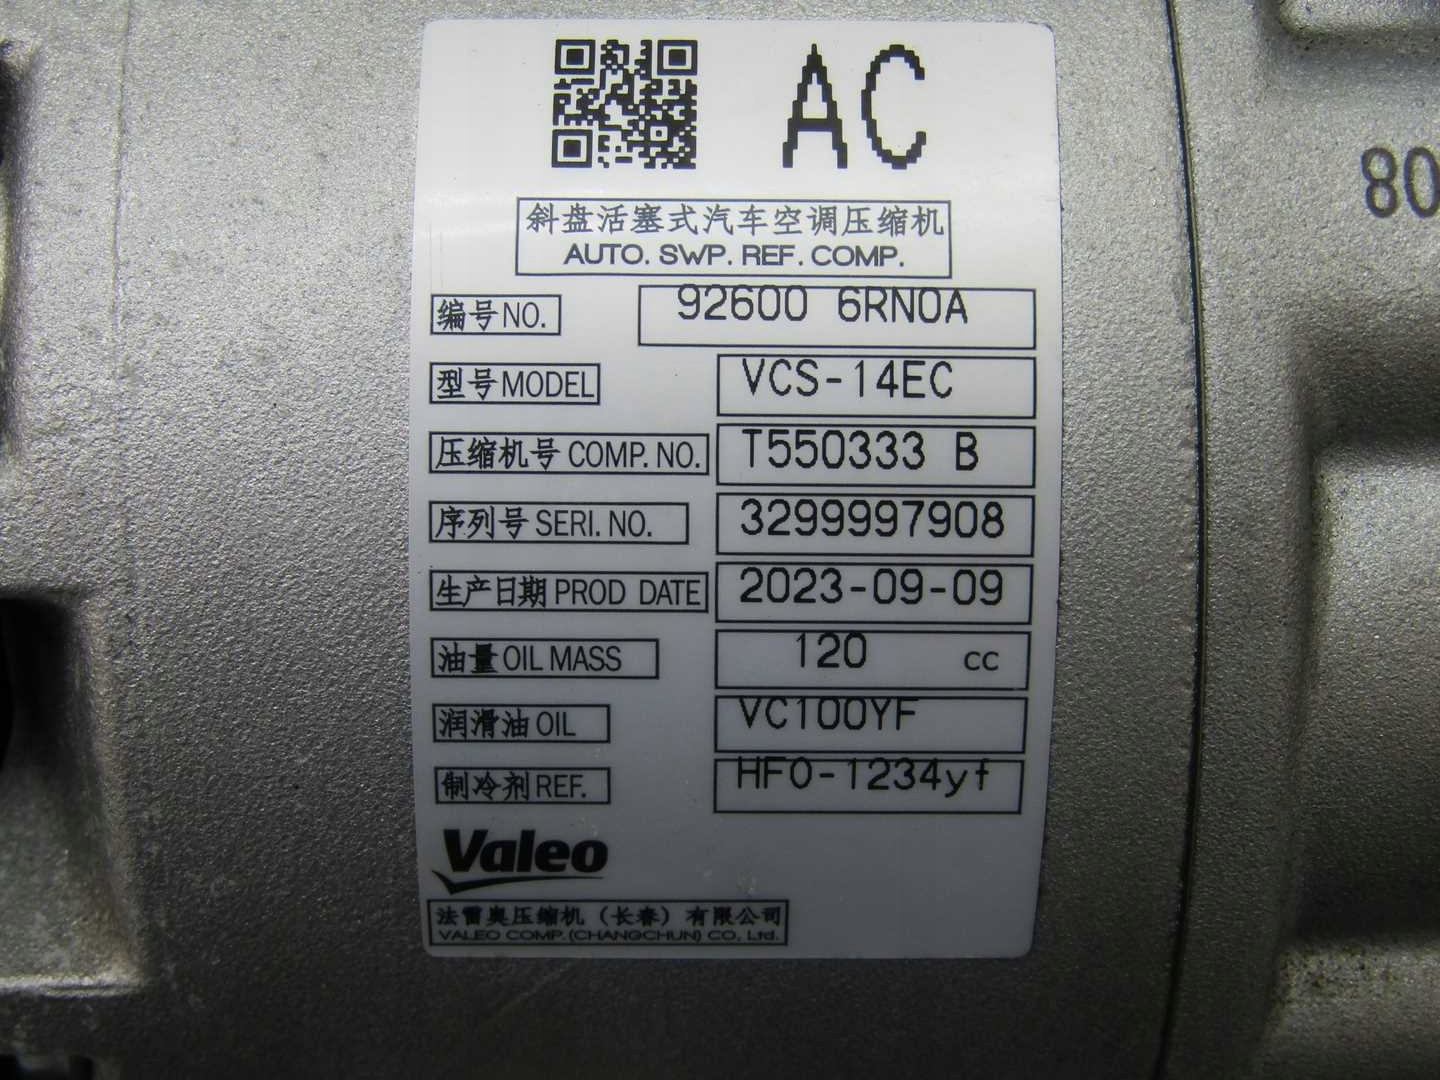 AC
80
斜盘活塞式汽车空调压缩机
AUTO. SWP. REF. COMP.
编号NO. 92600 6RN0A
型号MODEL VCS-14EC
压缩机号 COMP. NO. T550333 B
序列号 SERI. NO. 3299997908
生产日期 PROD DATE 2023-09-09
油量 OIL MASS 120 cc
润滑油 OIL VC100YF
制冷剂 REF. HFO-1234yf
Valeo
法雷奥压缩机（长春）有限公司
VALEO COMP.(CHANGCHUN) CO, Ltd.